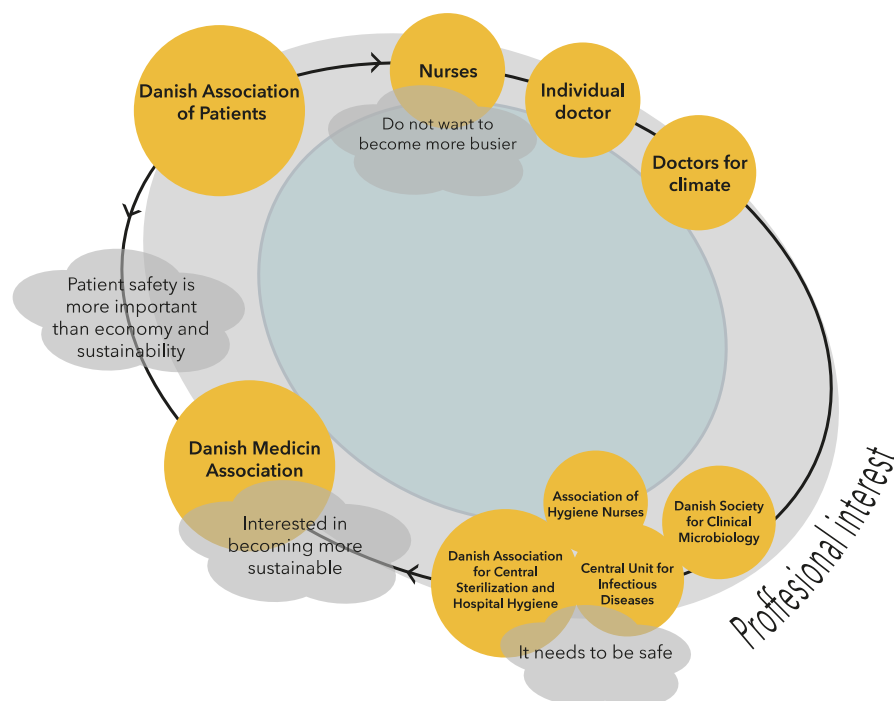 Danish Association
of Patients
Nurses
Do not want to
become more busier
Individual
doctor
Doctors for
climate
Patient safety is
more important
than economy and
sustainability
Danish Medicin
Association
Interested in
becoming more
sustainable
Association of
Hygiene Nurses
Danish Society
for Clinical
Microbiology
Danish Association
for Central
Sterilization and
Hospital Hygiene
Central Unit for
Infectious
Diseases
It needs to be safe
Proffesional interest